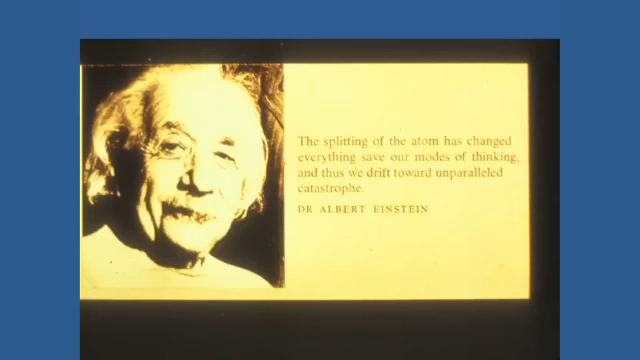 The splitting of the atom has changed
everything save our modes of thinking,
and thus we drift toward unparalleled
catastrophe.
DR ALBERT EINSTEIN